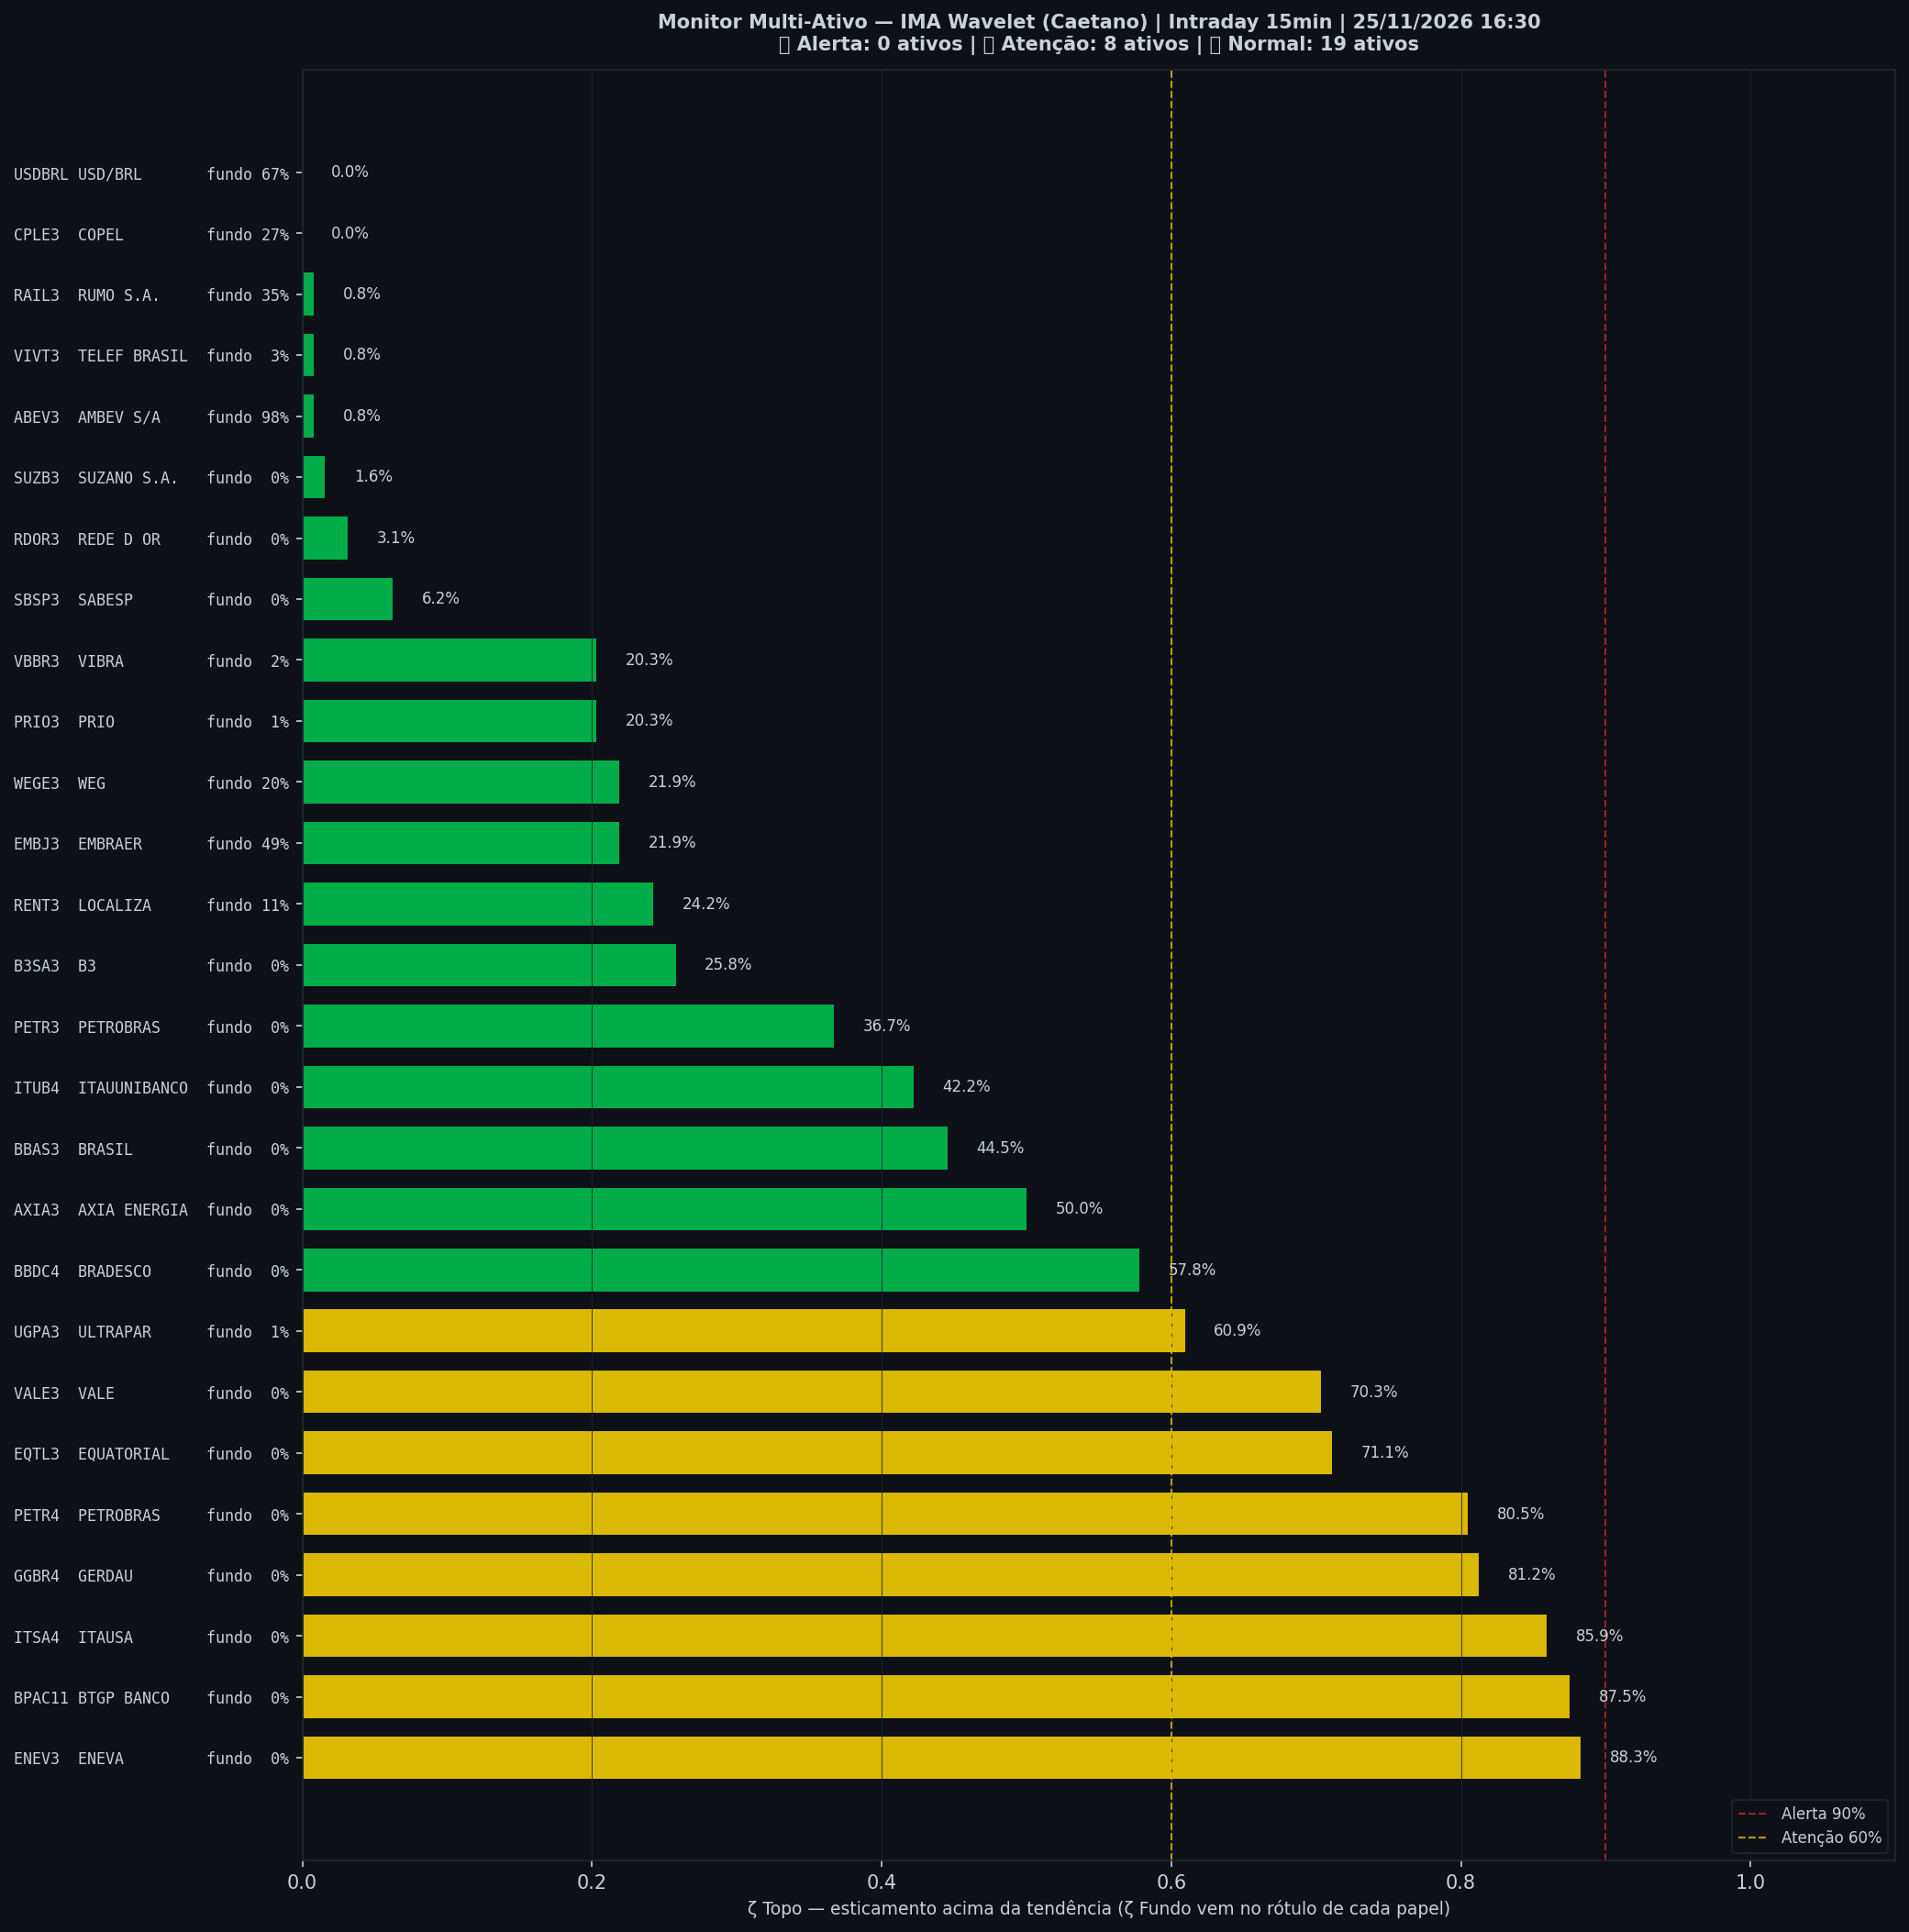 Monitor Multi-Ativo — IMA Wavelet (Caetano) | Intraday 15min | 25/11/2026 16:30
▯ Alerta: 0 ativos | ▯ Atenção: 8 ativos | ▯ Normal: 19 ativos
USDBRL USD/BRL fundo 67% 0.0%
CPLE3 COPEL fundo 27% 0.0%
RAIL3 RUMO S.A. fundo 35% 0.8%
VIVT3 TELEF BRASIL fundo 3% 0.8%
ABEV3 AMBEV S/A fundo 98% 0.8%
SUZB3 SUZANO S.A. fundo 0% 1.6%
RDOR3 REDE D OR fundo 0% 3.1%
SBSP3 SABESP fundo 0% 6.2%
VBBR3 VIBRA fundo 2% 20.3%
PRIO3 PRIO fundo 1% 20.3%
WEGE3 WEG fundo 20% 21.9%
EMBJ3 EMBRAER fundo 49% 21.9%
RENT3 LOCALIZA fundo 11% 24.2%
B3SA3 B3 fundo 0% 25.8%
PETR3 PETROBRAS fundo 0% 36.7%
ITUB4 ITAUUNIBANCO fundo 0% 42.2%
BBAS3 BRASIL fundo 0% 44.5%
AXIA3 AXIA ENERGIA fundo 0% 50.0%
BBDC4 BRADESCO fundo 0% 57.8%
UGPA3 ULTRAPAR fundo 1% 60.9%
VALE3 VALE fundo 0% 70.3%
EQTL3 EQUATORIAL fundo 0% 71.1%
PETR4 PETROBRAS fundo 0% 80.5%
GGBR4 GERDAU fundo 0% 81.2%
ITSA4 ITAUSA fundo 0% 85.9%
BPAC11 BTGP BANCO fundo 0% 87.5%
ENEV3 ENEVA fundo 0% 88.3%
Alerta 90%
Atenção 60%
0.0 0.2 0.4 0.6 0.8 1.0
ζ Topo — esticamento acima da tendência (ζ Fundo vem no rótulo de cada papel)